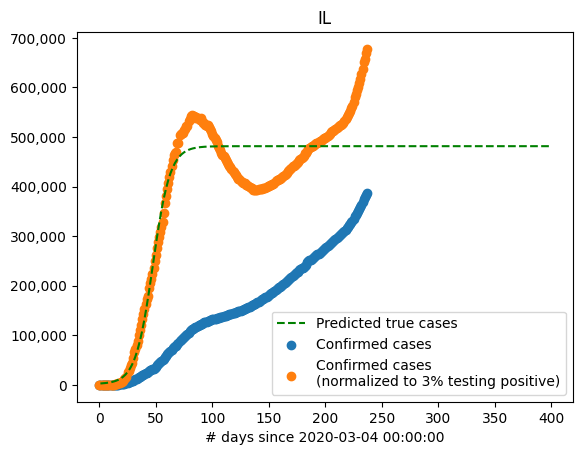 IL
700,000
600,000
500,000
400,000
300,000
200,000
100,000
0
0 50 100 150 200 250 300 350 400
# days since 2020-03-04 00:00:00
Predicted true cases
Confirmed cases
Confirmed cases
(normalized to 3% testing positive)